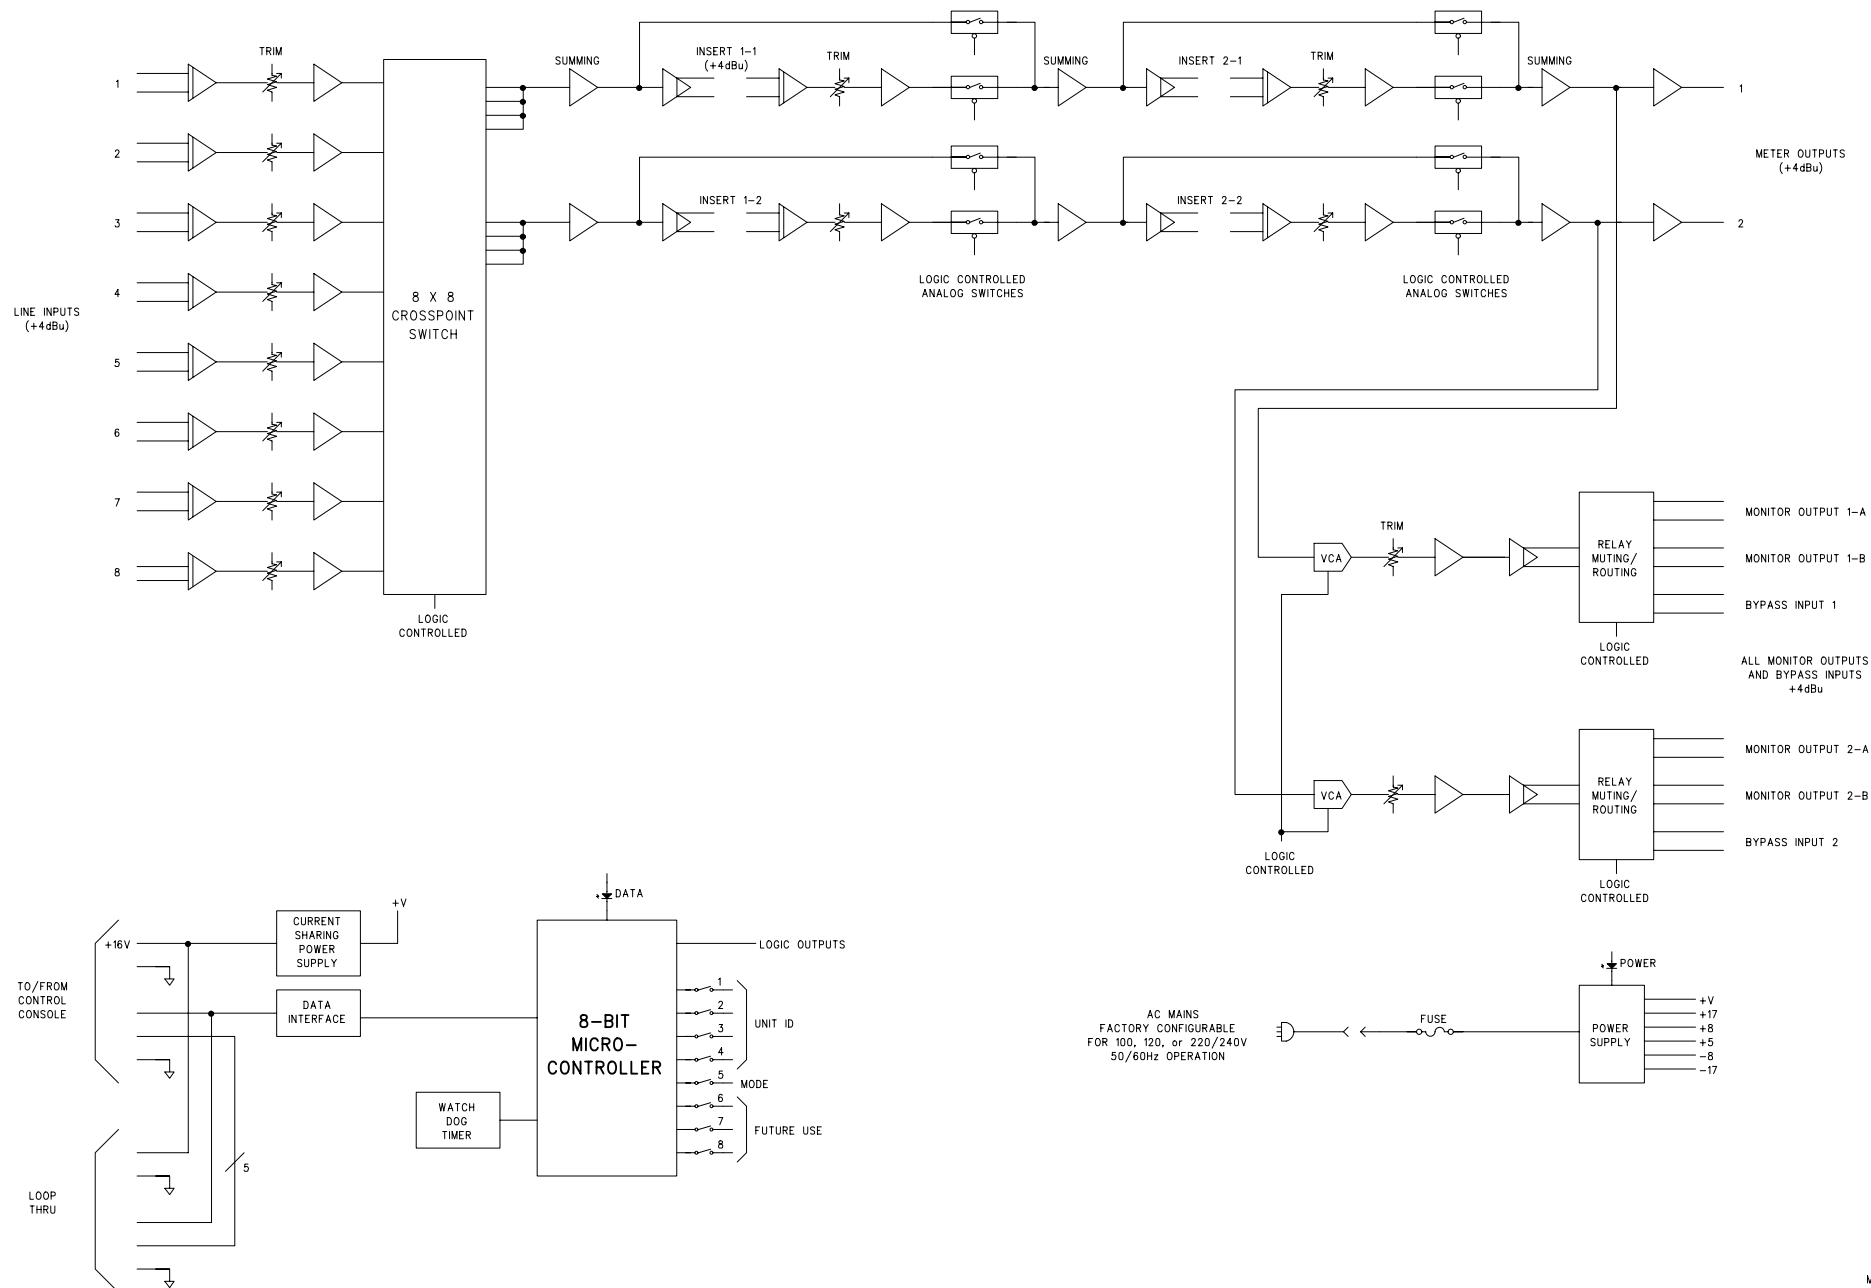 TRIM
SUMMING
INSERT 1-1
(+4dBu)
TRIM
SUMMING
INSERT 2-1
TRIM
SUMMING
1
1
2
METER OUTPUTS
(+4dBu)
INSERT 1-2
INSERT 2-2
3
2
LOGIC CONTROLLED
ANALOG SWITCHES
LOGIC CONTROLLED
ANALOG SWITCHES
4
LINE INPUTS
(+4dBu)
8 X 8
CROSSPOINT
SWITCH
5
6
7
8
LOGIC
CONTROLLED
TRIM
VCA
RELAY
MUTING/
ROUTING
MONITOR OUTPUT 1-A
MONITOR OUTPUT 1-B
BYPASS INPUT 1
LOGIC
CONTROLLED
ALL MONITOR OUTPUTS
AND BYPASS INPUTS
+4dBu
VCA
RELAY
MUTING/
ROUTING
MONITOR OUTPUT 2-A
MONITOR OUTPUT 2-B
BYPASS INPUT 2
LOGIC
CONTROLLED
LOGIC
CONTROLLED
TO/FROM
CONTROL
CONSOLE
+16V
CURRENT
SHARING
POWER
SUPPLY
+V
DATA
INTERFACE
DATA
8-BIT
MICRO-
CONTROLLER
LOGIC OUTPUTS
1
2
3
4
UNIT ID
5
MODE
6
7
8
FUTURE USE
WATCH
DOG
TIMER
LOOP
THRU
5
AC MAINS
FACTORY CONFIGURABLE
FOR 100, 120, or 220/240V
50/60Hz OPERATION
FUSE
POWER
POWER
SUPPLY
+V
+17
+8
+5
-8
-17